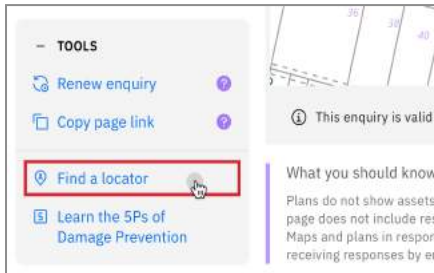 TOOLS
Renew enquiry
?
Copy page link
?
Find a locator
Learn the 5Ps of
Damage Prevention
36
38
40
This enquiry is valid
What you should know
Plans do not show assets
page does not include res
Maps and plans in respon
receiving responses by e